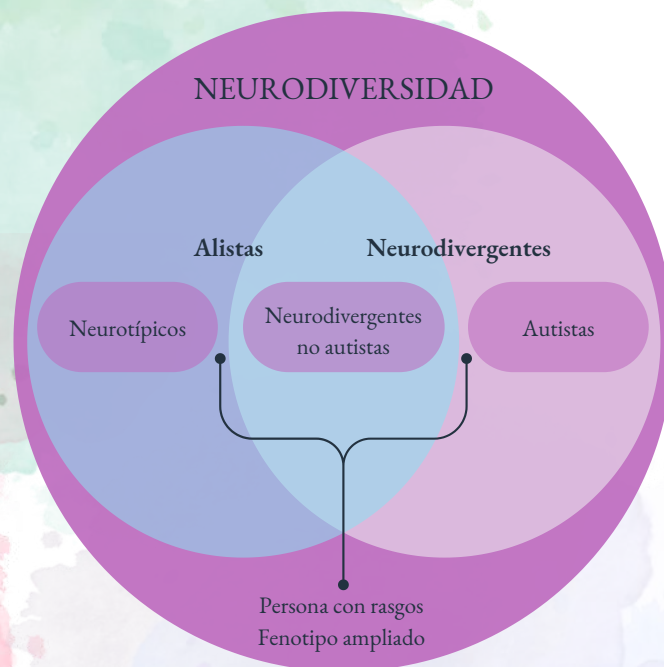 NEURODIVERSIDAD
Alistas
Neurodivergentes
Neurotípicos
Neurodivergentes
no autistas
Autistas
Persona con rasgos
Fenotipo ampliado